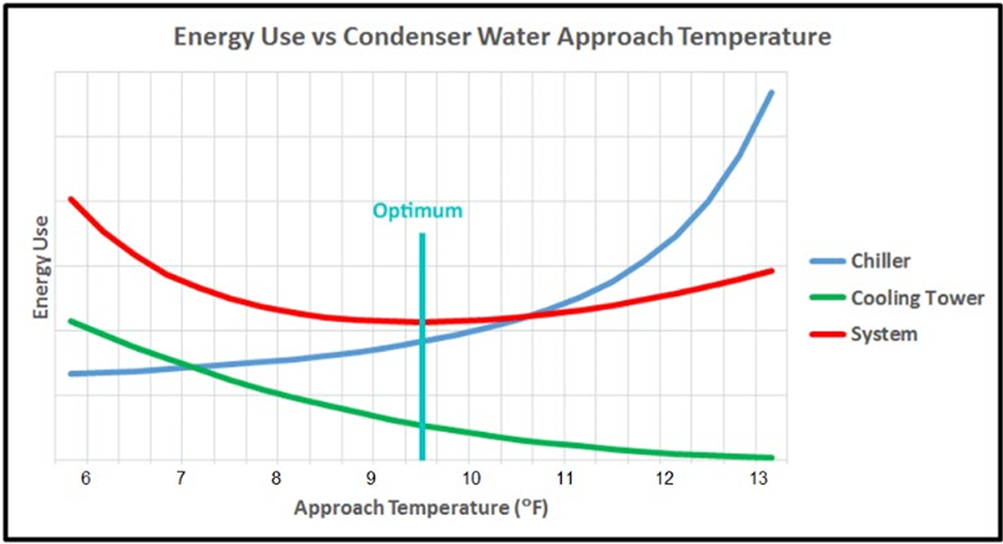 Energy Use vs Condenser Water Approach Temperature
Energy Use
Optimum
Chiller
Cooling Tower
System
6 7 8 9 10 11 12 13
Approach Temperature (°F)